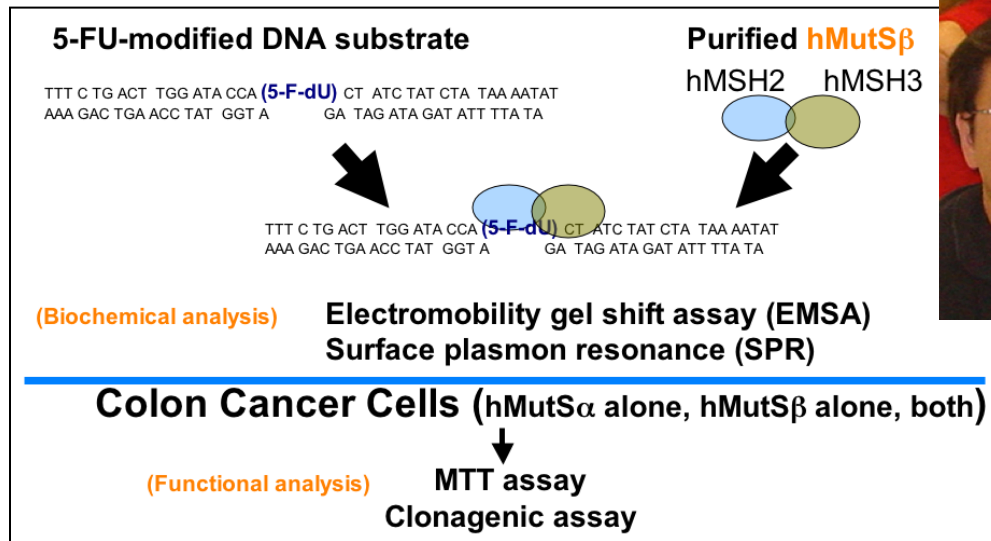 5-FU-modified DNA substrate
Purified hMutSβ
hMSH2 hMSH3
TTT C TG ACT TGG ATA CCA (5-F-dU) CT ATC TAT CTA TAA AATAT
AAA GAC TGA ACC TAT GGT A GA TAG ATA GAT ATT TTA TA
TTT C TG ACT TGG ATA CCA (5-F-dU) CT ATC TAT CTA TAA AATAT
AAA GAC TGA ACC TAT GGT A GA TAG ATA GAT ATT TTA TA
(Biochemical analysis) Electromobility gel shift assay (EMSA)
Surface plasmon resonance (SPR)
Colon Cancer Cells (hMutSα alone, hMutSβ alone, both)
(Functional analysis) MTT assay
Clonagenic assay